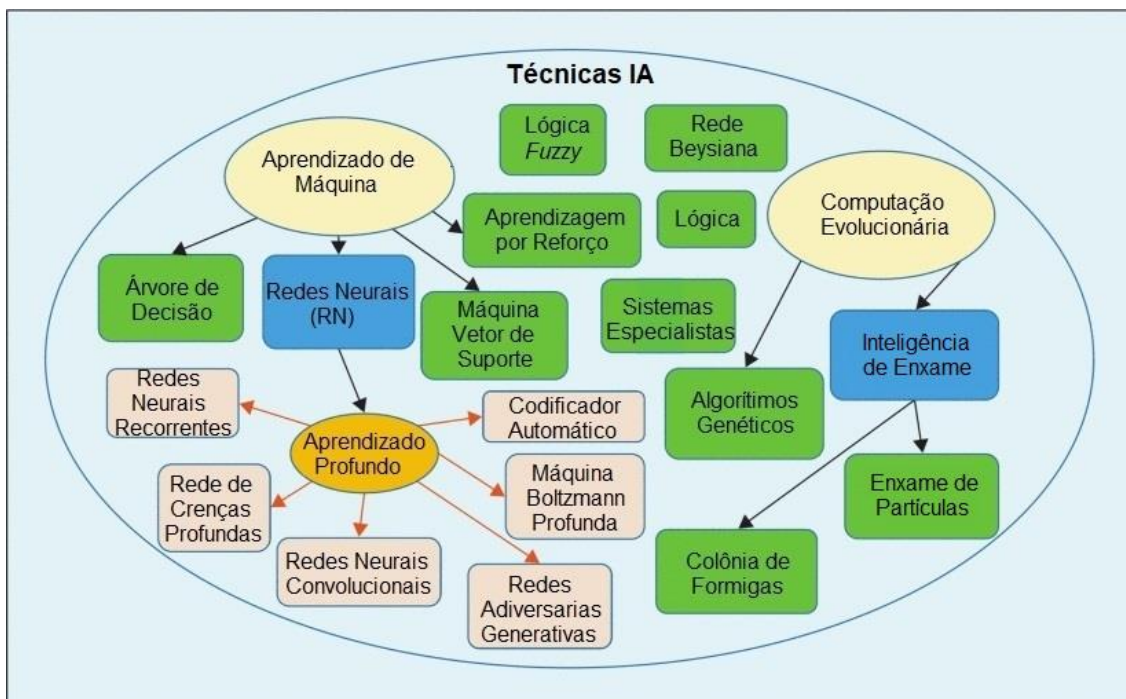 Técnicas IA
Lógica
Fuzzy
Rede
Beysiana
Aprendizado de
Máquina
Computação
Evolucionária
Aprendizagem
por Reforço
Lógica
Árvore de
Decisão
Redes Neurais
(RN)
Máquina
Vetor de
Suporte
Sistemas
Especialistas
Inteligência
de Enxame
Algorítimos
Genéticos
Redes
Neurais
Recorrentes
Codificador
Automático
Aprendizado
Profundo
Rede de
Crenças
Profundas
Máquina
Boltzmann
Profunda
Enxame de
Partículas
Redes Neurais
Convolucionais
Redes
Adiversarias
Generativas
Colônia de
Formigas